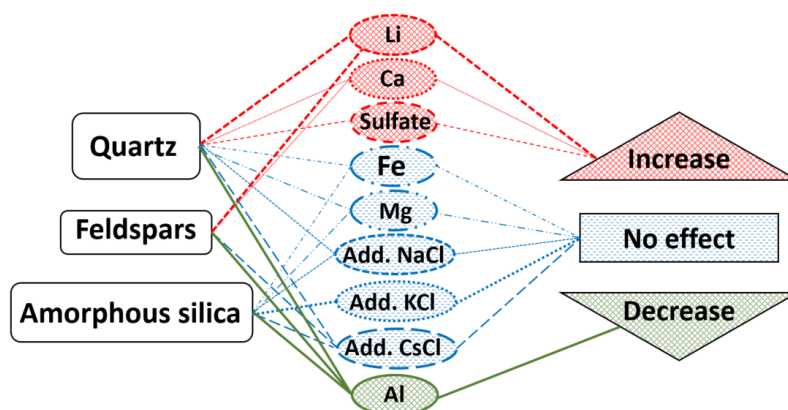 Li
Ca
Sulfate
Quartz
Fe
Increase
Mg
Feldspars
Add. NaCl
No effect
Amorphous silica
Add. KCl
Decrease
Add. CsCl
Al